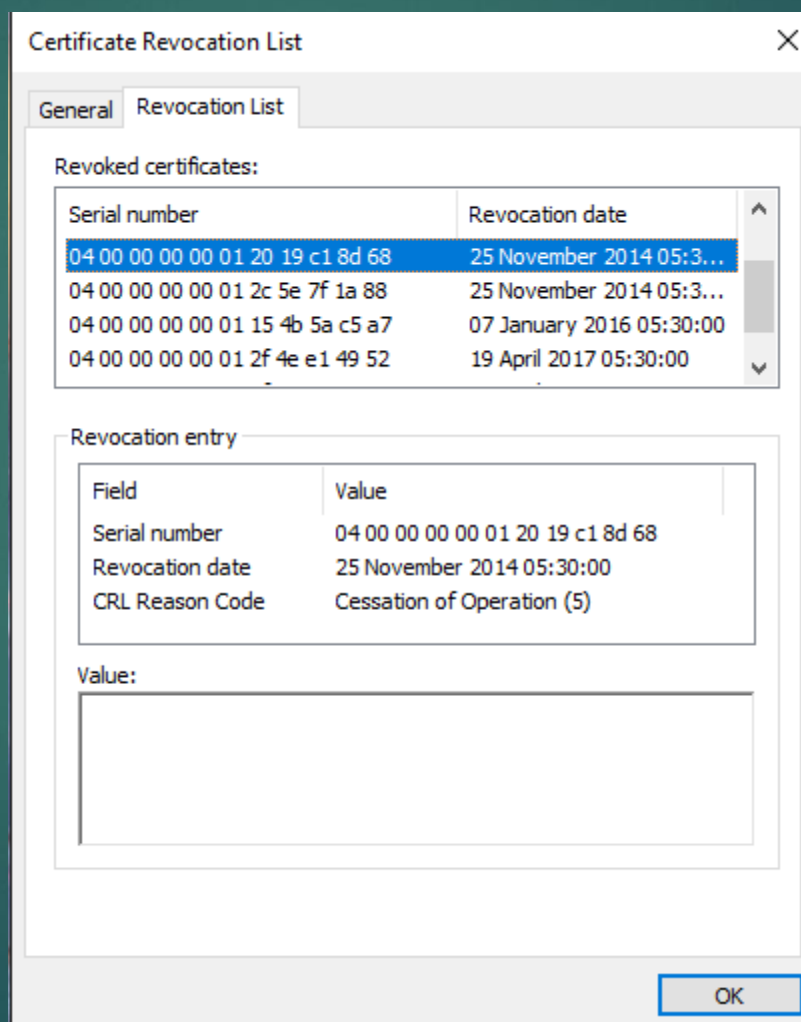 Certificate Revocation List
General Revocation List
Revoked certificates:
Serial number Revocation date
04 00 00 00 00 01 20 19 c1 8d 68 25 November 2014 05:3...
04 00 00 00 00 01 2c 5e 7f 1a 88 25 November 2014 05:3...
04 00 00 00 00 01 15 4b 5a c5 a7 07 January 2016 05:30:00
04 00 00 00 00 01 2f 4e e1 49 52 19 April 2017 05:30:00
Revocation entry
Field Value
Serial number 04 00 00 00 00 01 20 19 c1 8d 68
Revocation date 25 November 2014 05:30:00
CRL Reason Code Cessation of Operation (5)
Value:
OK